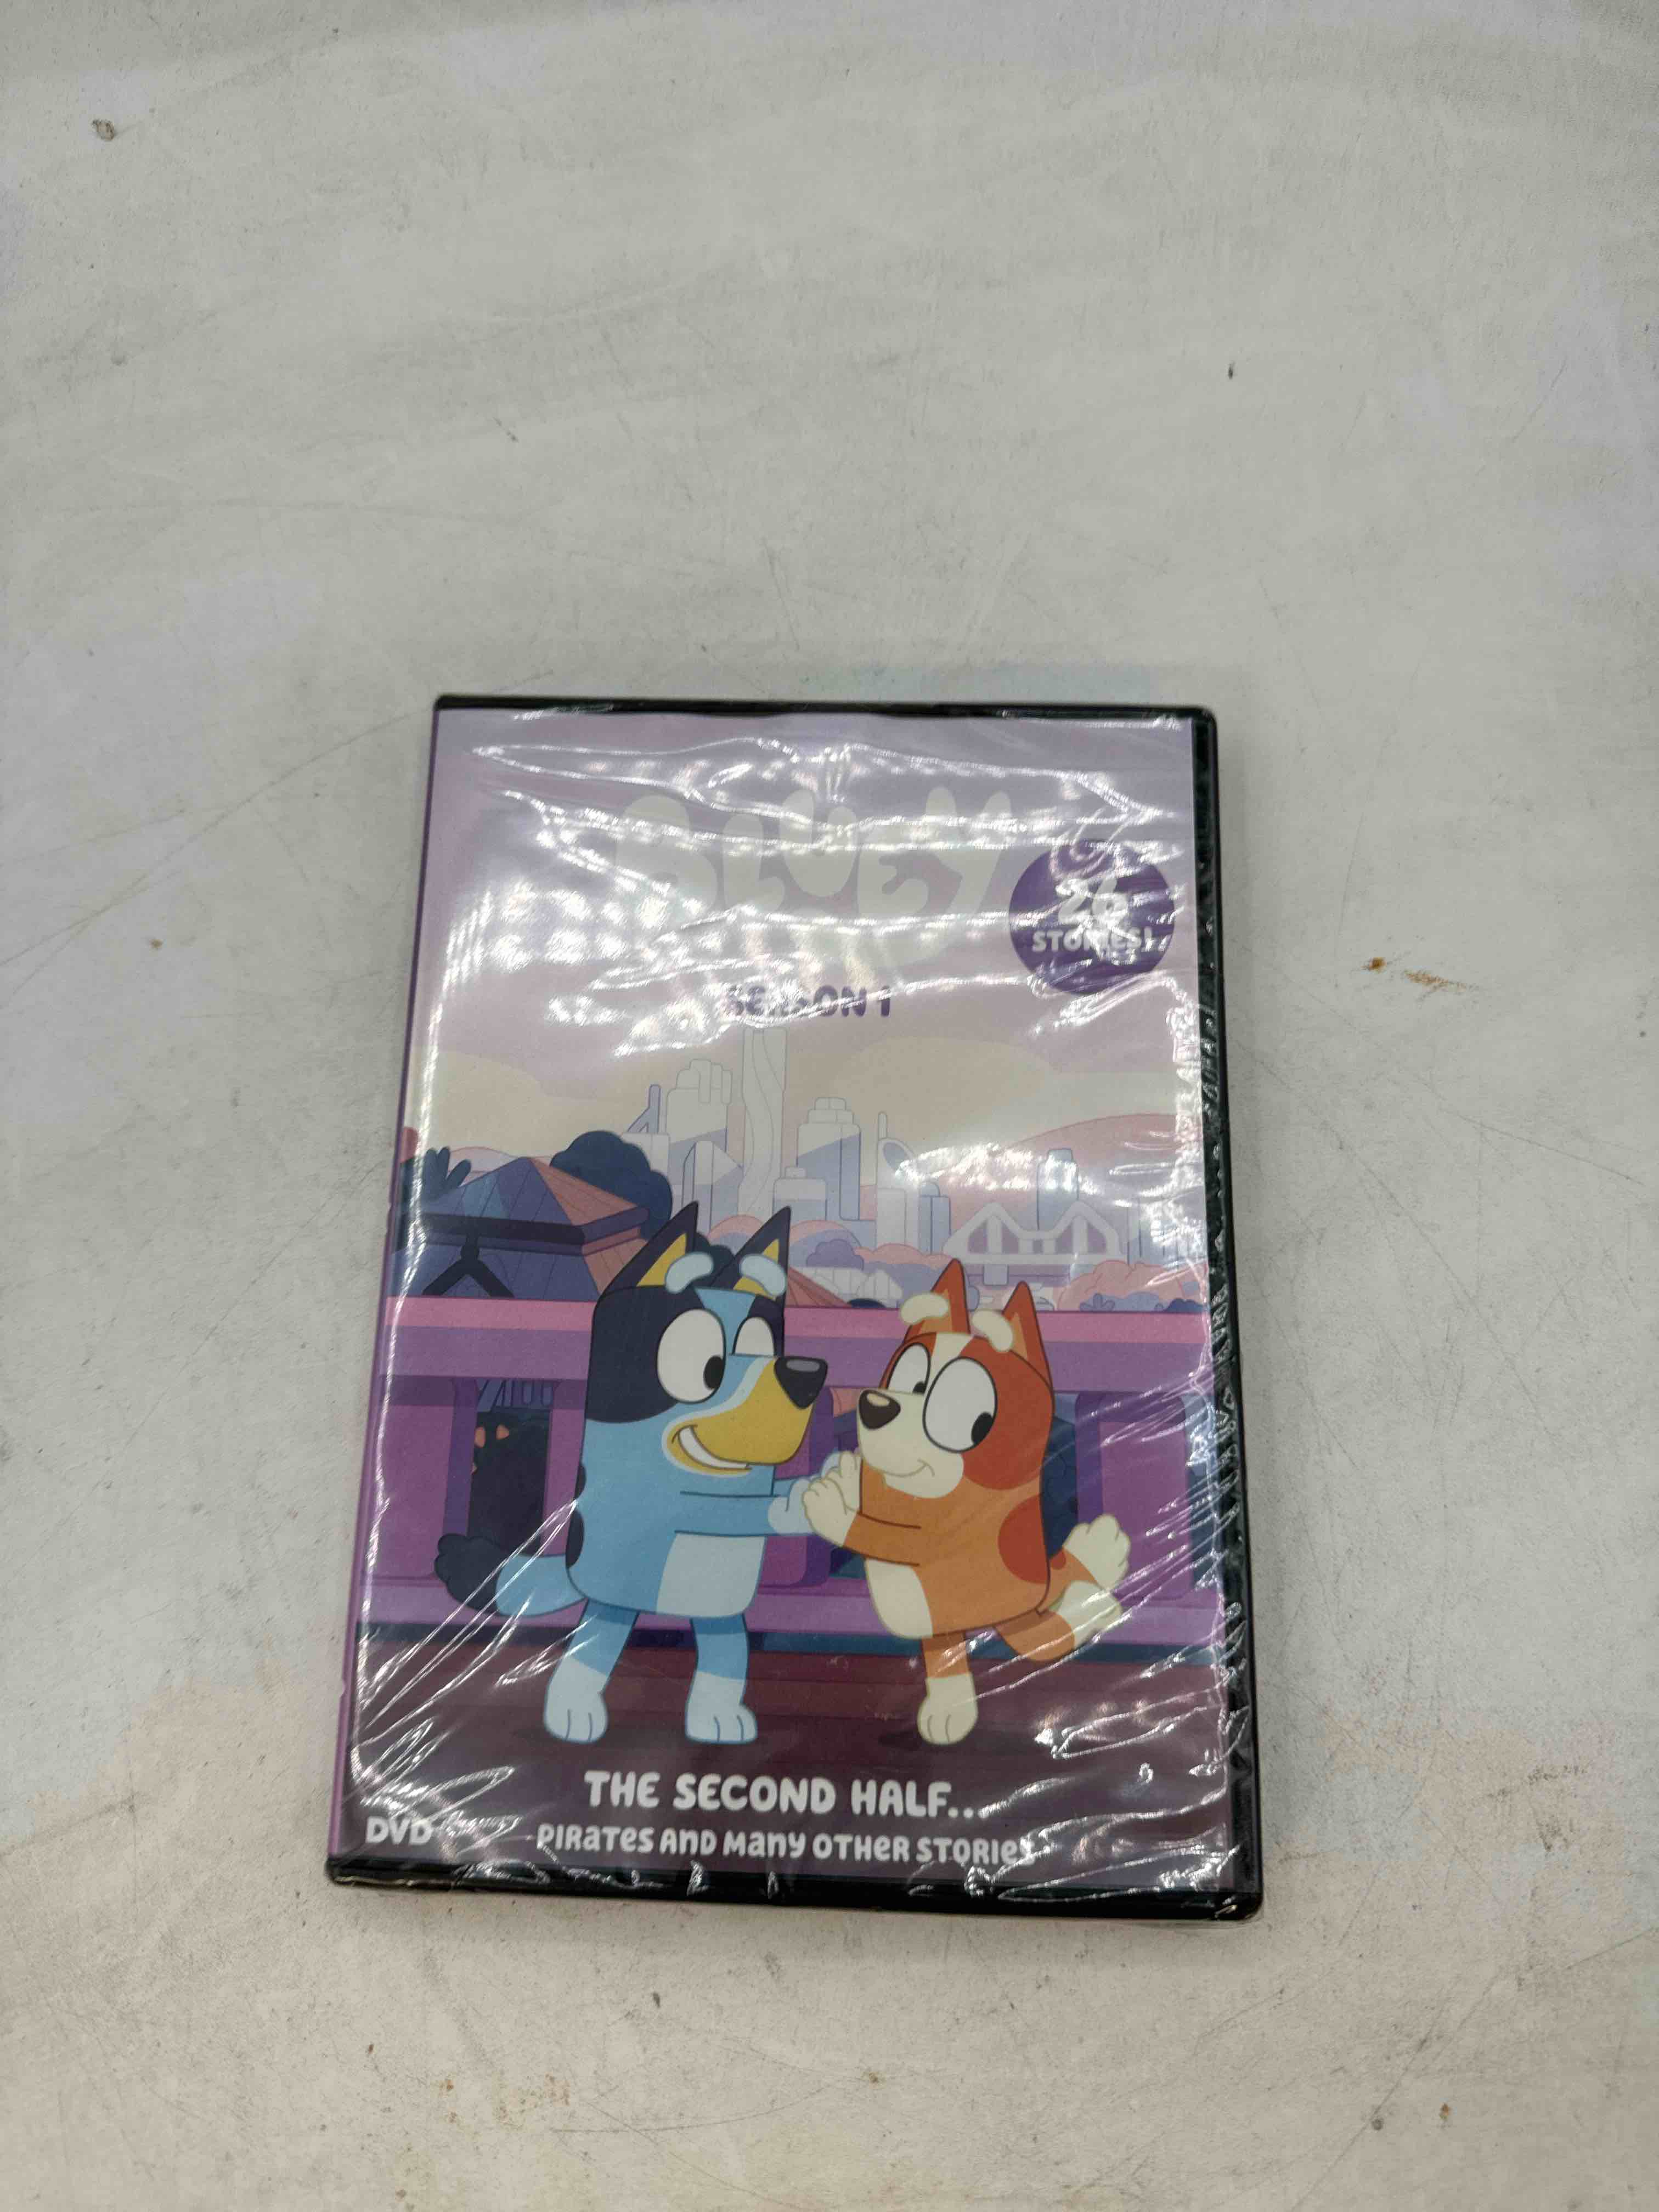 BLUEY
26
STORIES!
SEASON 1
THE SECOND HALF...
PIRATES AND MANY OTHER STORIES
DVD